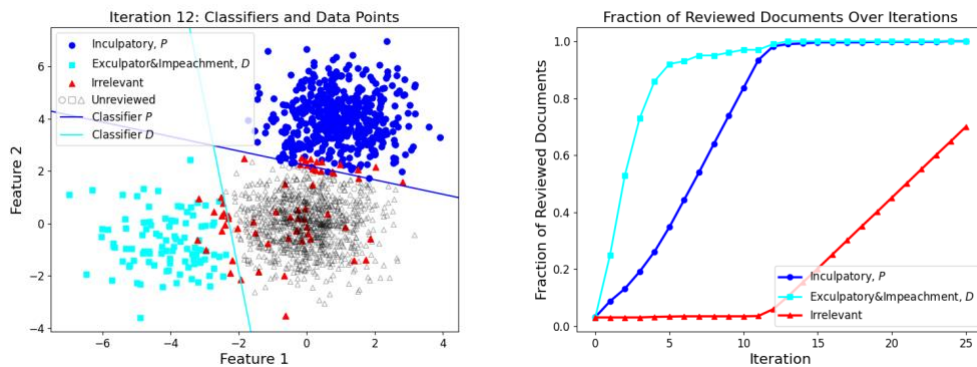 Iteration 12: Classifiers and Data Points
Feature 2
6
4
2
0
−2
−4
Inculpatory, P
Exculpator&Impeachment, D
Irrelevant
Unreviewed
Classifier P
Classifier D
−6
−4
−2
0
2
4
Feature 1
Fraction of Reviewed Documents Over Iterations
Fraction of Reviewed Documents
1.0
0.8
0.6
0.4
0.2
0.0
Inculpatory, P
Exculpatory&Impeachment, D
Irrelevant
0
5
10
15
20
25
Iteration